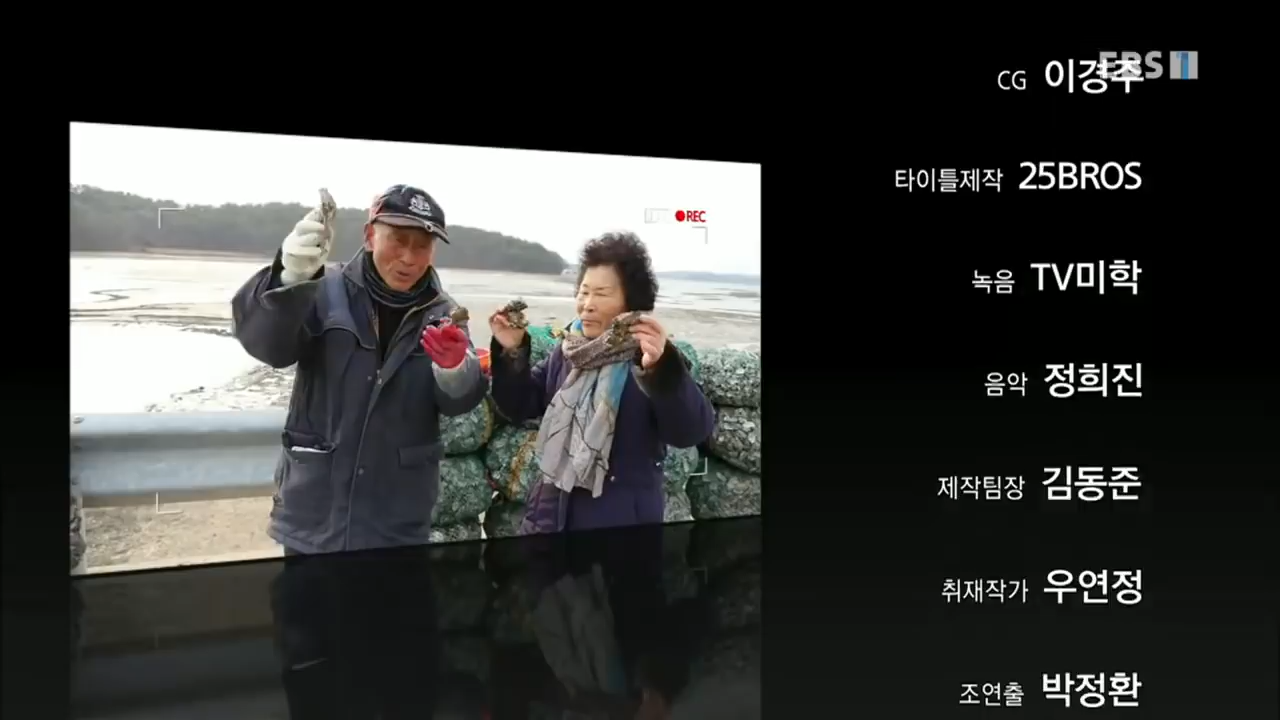 EBS 1
CG 이경주
타이틀제작 25BROS
REC
녹음 TV미학
음악 정희진
제작팀장 김동준
취재작가 우연정
조연출 박정환